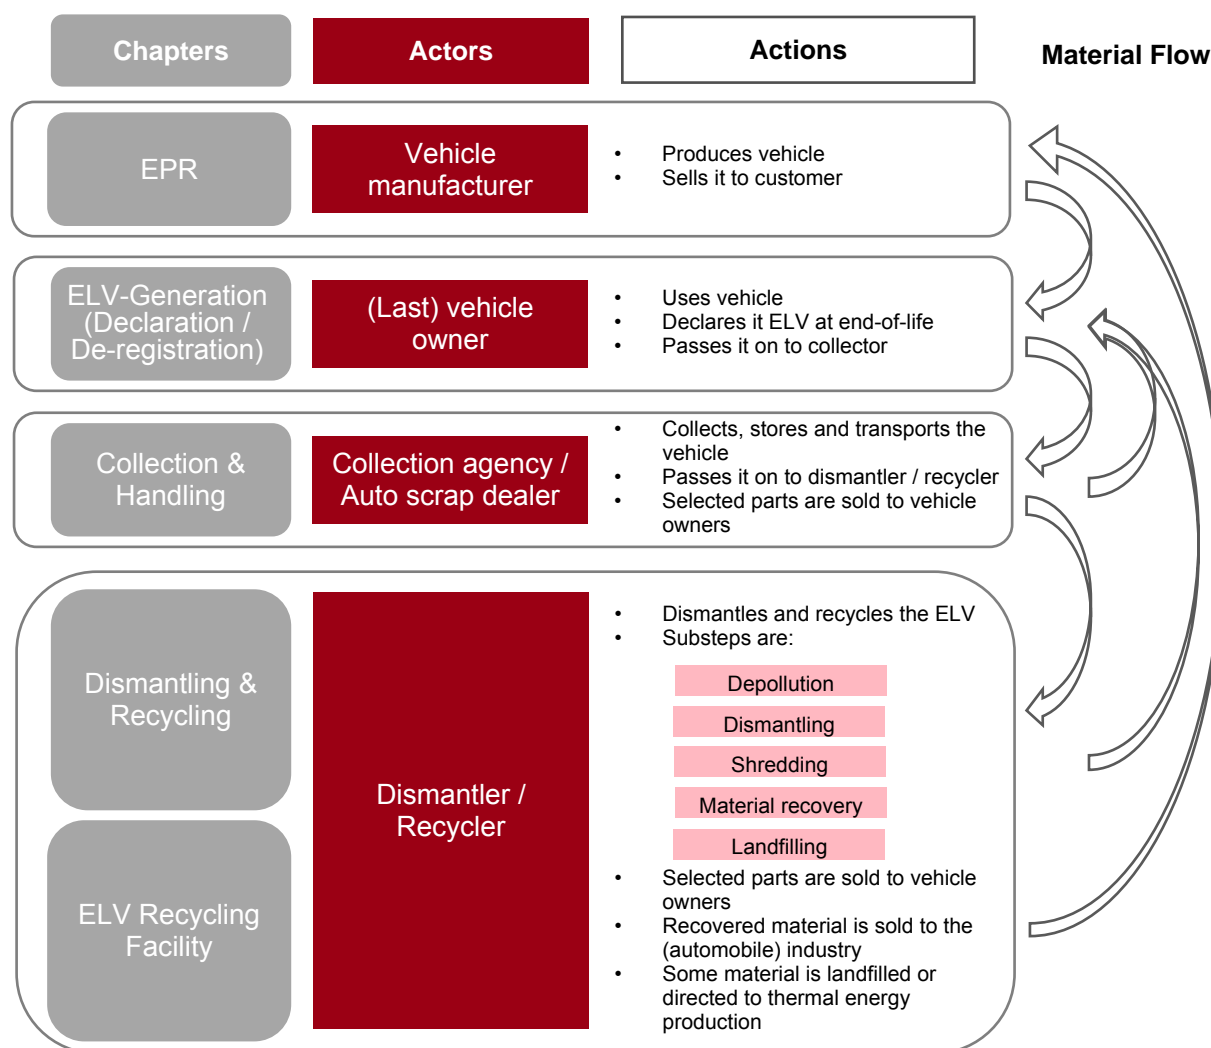 Chapters
Actors
Actions
Material Flow
EPR
Vehicle
manufacturer
• Produces vehicle
• Sells it to customer
ELV-Generation
(Declaration /
De-registration)
(Last) vehicle
owner
• Uses vehicle
• Declares it ELV at end-of-life
• Passes it on to collector
Collection &
Handling
Collection agency /
Auto scrap dealer
• Collects, stores and transports the
vehicle
• Passes it on to dismantler / recycler
• Selected parts are sold to vehicle
owners
Dismantling &
Recycling
ELV Recycling
Facility
Dismantler /
Recycler
• Dismantles and recycles the ELV
• Substeps are:
Depollution
Dismantling
Shredding
Material recovery
Landfilling
• Selected parts are sold to vehicle
owners
• Recovered material is sold to the
(automobile) industry
• Some material is landfilled or
directed to thermal energy
production